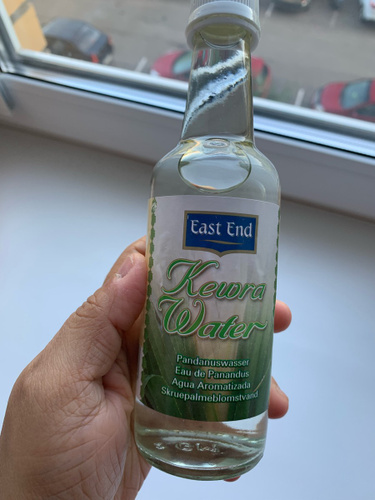 East End
Kewra
Water
Pandanuswasser
Eau de Panandus
Agua Aromatizada
Skruepalmeblomstvand